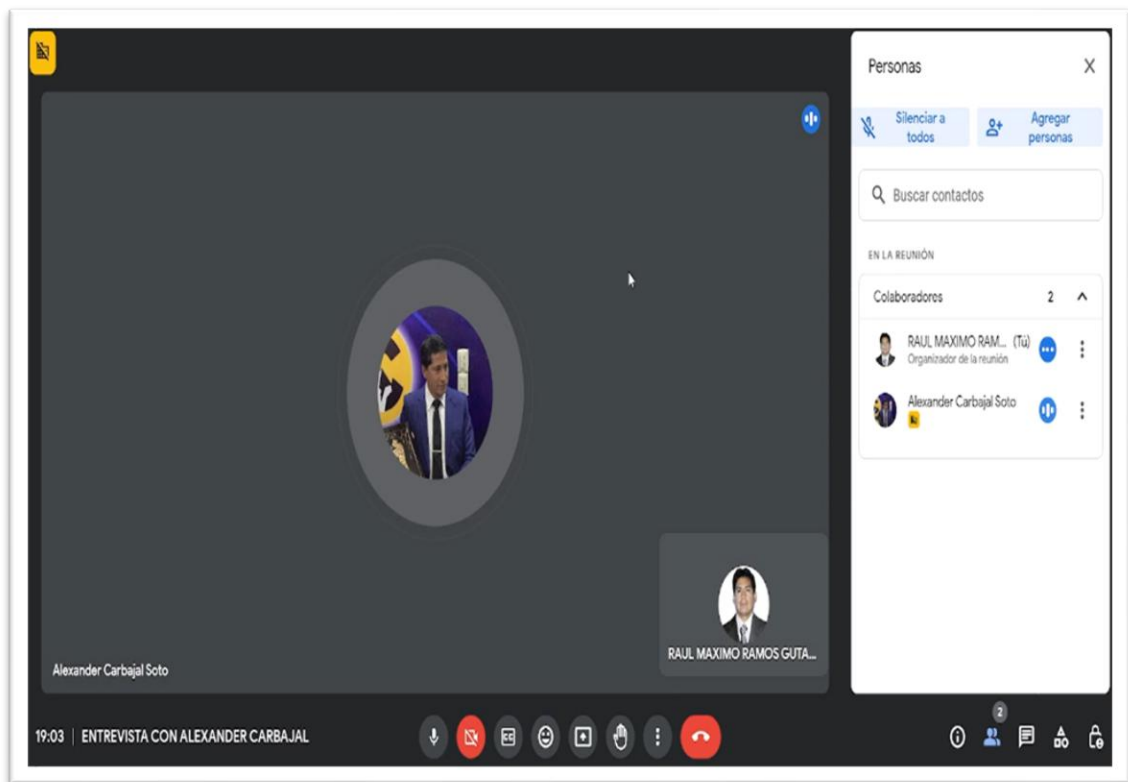 Personas
Silenciar a
todos
Agregar
personas
Buscar contactos
EN LA REUNIÓN
Colaboradores 2
RAUL MAXIMO RAM... (Tú)
Organizador de la reunión
Alexander Carbajal Soto
RAUL MAXIMO RAMOS GUTA...
Alexander Carbajal Soto
19:03 | ENTREVISTA CON ALEXANDER CARBAJAL
2